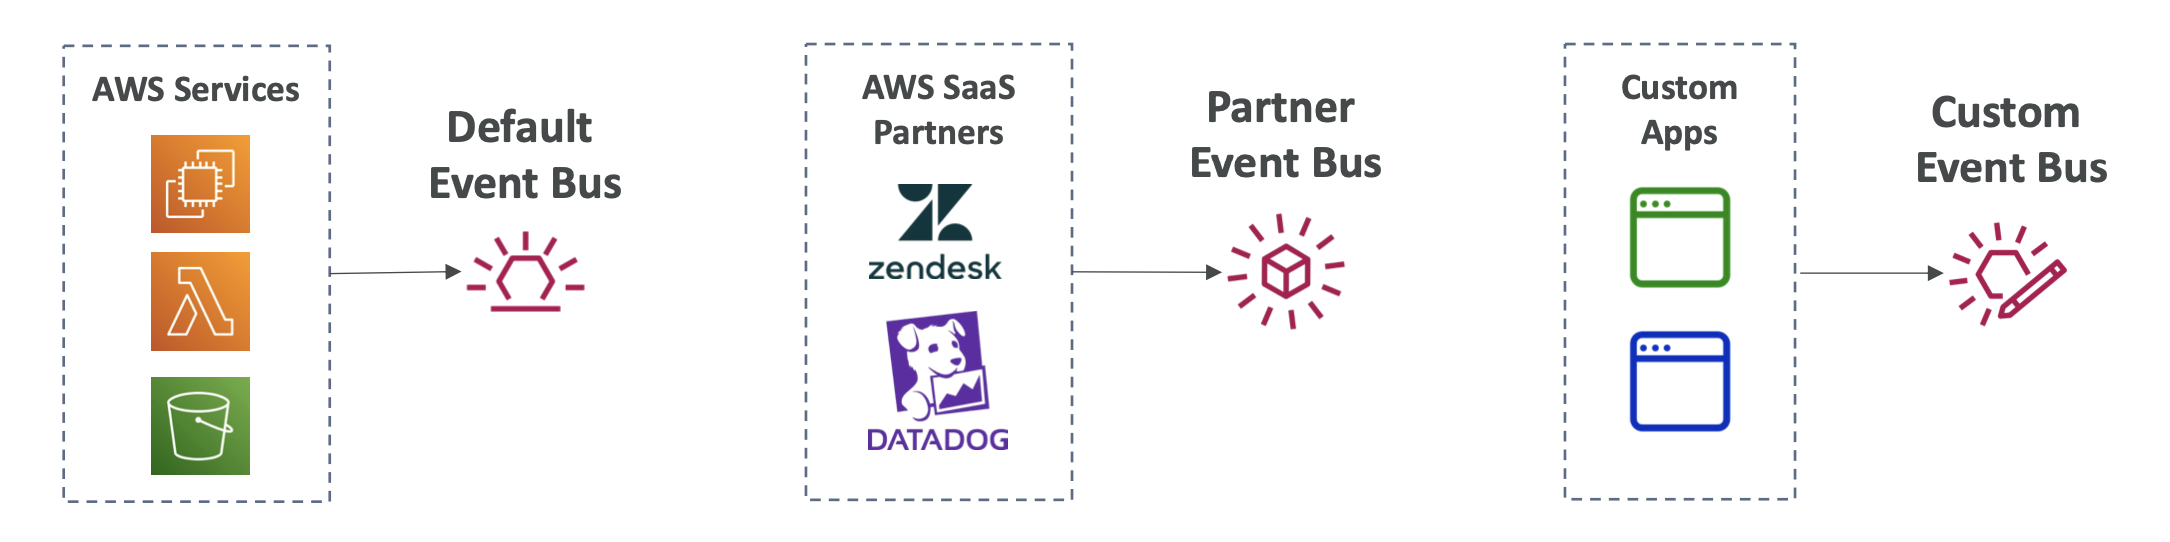 AWS Services
Default
Event Bus
AWS SaaS
Partners
zendesk
DATADOG
Partner
Event Bus
Custom
Apps
Custom
Event Bus